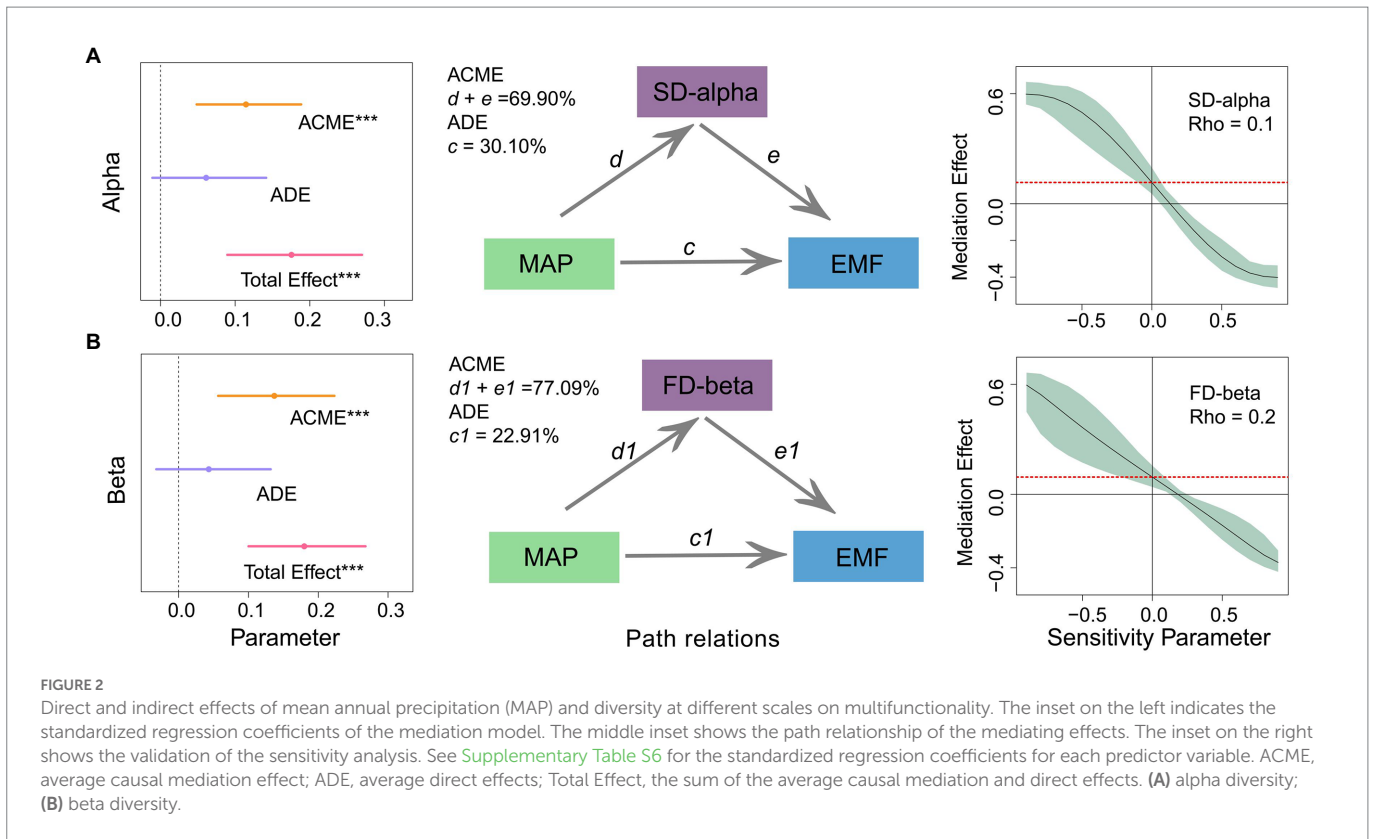 A
Alpha
ACME***
ADE
Total Effect***
0.0 0.1 0.2 0.3
ACME
d + e =69.90%
ADE
c = 30.10%
SD-alpha
d
e
MAP
c
EMF
Mediation Effect
0.6
0.0
−0.4
SD-alpha
Rho = 0.1
−0.5 0.0 0.5
B
Beta
ACME***
ADE
Total Effect***
0.0 0.1 0.2 0.3
Parameter
ACME
d1 + e1 =77.09%
ADE
c1 = 22.91%
FD-beta
d1
e1
MAP
c1
EMF
Path relations
Mediation Effect
0.6
0.0
−0.4
FD-beta
Rho = 0.2
−0.5 0.0 0.5
Sensitivity Parameter
FIGURE 2
Direct and indirect effects of mean annual precipitation (MAP) and diversity at different scales on multifunctionality. The inset on the left indicates the
standardized regression coefficients of the mediation model. The middle inset shows the path relationship of the mediating effects. The inset on the right
shows the validation of the sensitivity analysis. See Supplementary Table S6 for the standardized regression coefficients for each predictor variable. ACME,
average causal mediation effect; ADE, average direct effects; Total Effect, the sum of the average causal mediation and direct effects. (A) alpha diversity;
(B) beta diversity.